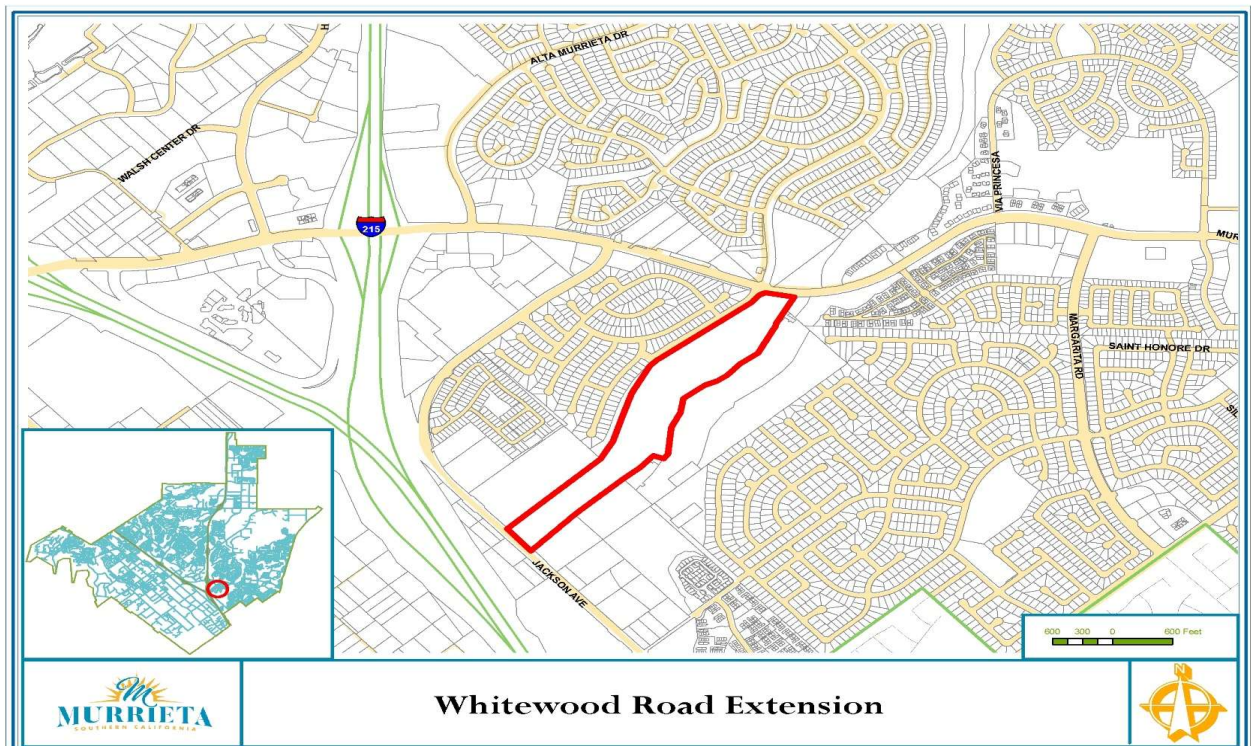 ALTA MURRIETA DR
WALSH CENTER DR
H
215
VIA PRINCESA
MUR
MARGARITA RD
SAINT HONORE DR
SIL
JACKSON AVE
600 300 0 600 Feet
M
MURRIETA
SOUTHERN CALIFORNIA
Whitewood Road Extension
N